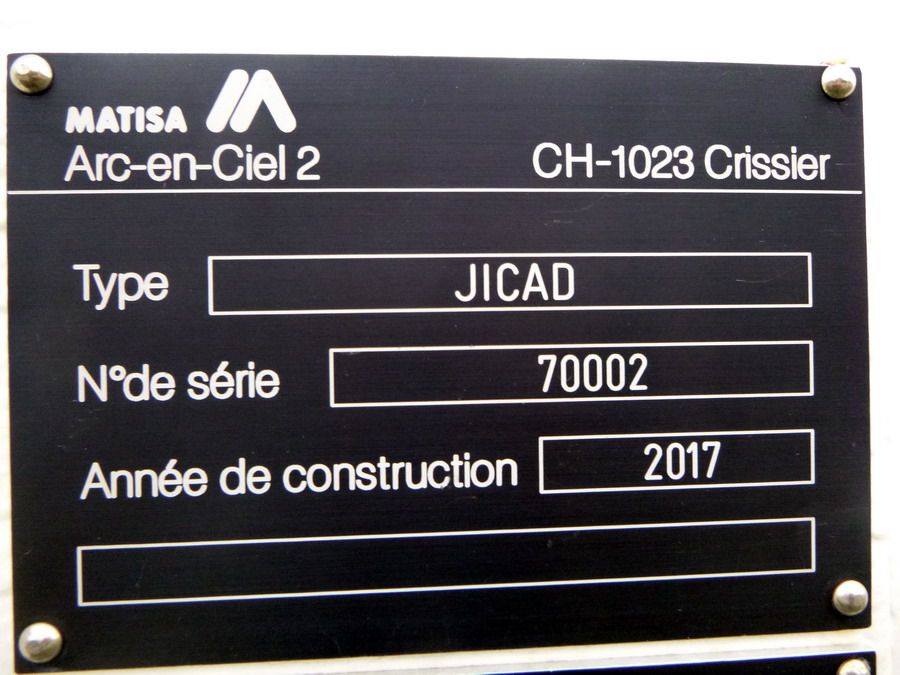 MATISA
Arc-en-Ciel 2 CH-1023 Crissier
Type JICAD
N°de série 70002
Année de construction 2017